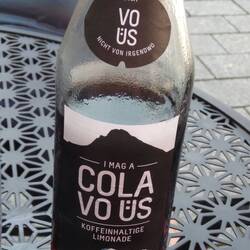 VO
ÜS
NICHT VON IRGENDWO
I MAG A
COLA
VO ÜS
KOFFEINHALTIGE
LIMONADE